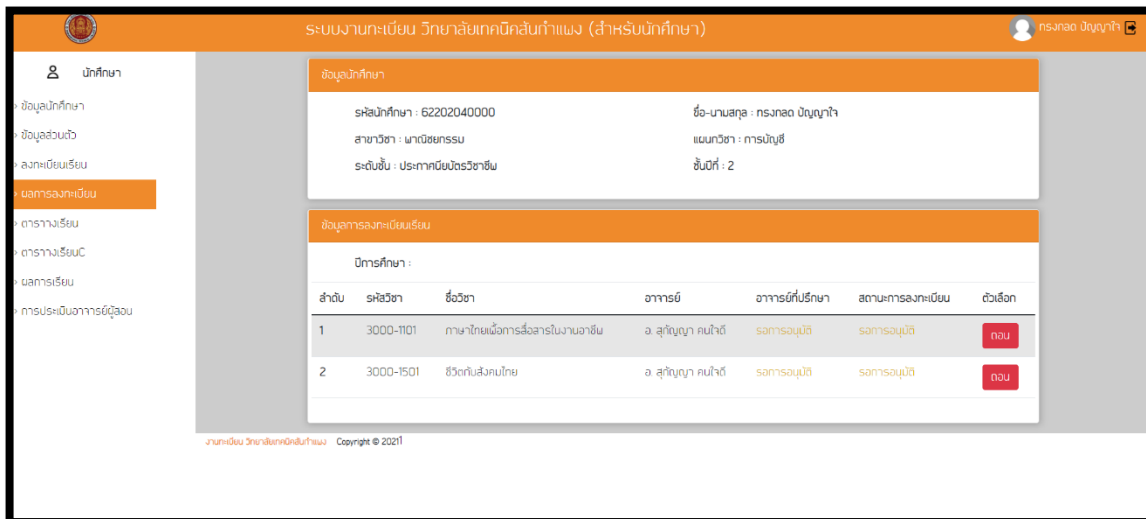 ระบบงานทะเบียน วิทยาลัยเทคนิคสันกำแพง (สำหรับนักศึกษา)
ทรงกลด ปัญญาใจ
นักศึกษา
ข้อมูลนักศึกษา
ข้อมูลส่วนตัว
ลงทะเบียนเรียน
ผลการลงทะเบียน
ตารางเรียน
ตารางเรียนC
ผลการเรียน
การประเมินอาจารย์ผู้สอน
ข้อมูลนักศึกษา
รหัสนักศึกษา : 62202040000 ชื่อ-นามสกุล : ทรงกลด ปัญญาใจ
สาขาวิชา : พาณิชยกรรม แผนกวิชา : การบัญชี
ระดับชั้น : ประกาศนียบัตรวิชาชีพ ชั้นปีที่ : 2
ข้อมูลการลงทะเบียนเรียน
ปีการศึกษา :
ลำดับ รหัสวิชา ชื่อวิชา อาจารย์ อาจารย์ที่ปรึกษา สถานะการลงทะเบียน ตัวเลือก
1 3000-1101 ภาษาไทยเพื่อการสื่อสารในงานอาชีพ อ. สุกัญญา คนใจดี รอการอนุมัติ รอการอนุมัติ ถอน
2 3000-1501 ชีวิตกับสังคมไทย อ. สุกัญญา คนใจดี รอการอนุมัติ รอการอนุมัติ ถอน
งานทะเบียน วิทยาลัยเทคนิคสันกำแพง Copyright © 2021